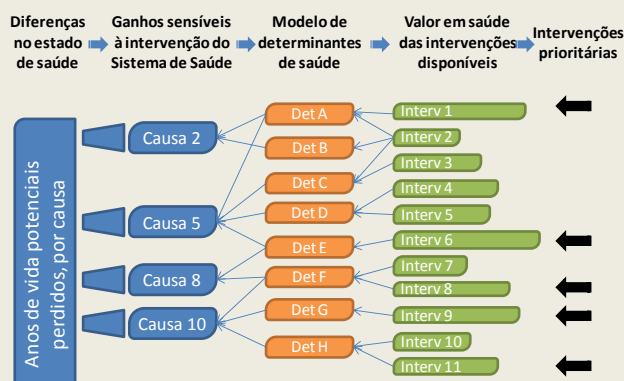 Diferenças
no estado
de saúde
Ganhos sensíveis
à intervenção do
Sistema de Saúde
Modelo de
determinantes
de saúde
Valor em saúde
das intervenções
disponíveis
Intervenções
prioritárias
Anos de vida potenciais
perdidos, por causa
Causa 2
Causa 5
Causa 8
Causa 10
Det A
Det B
Det C
Det D
Det E
Det F
Det G
Det H
Interv 1
Interv 2
Interv 3
Interv 4
Interv 5
Interv 6
Interv 7
Interv 8
Interv 9
Interv 10
Interv 11